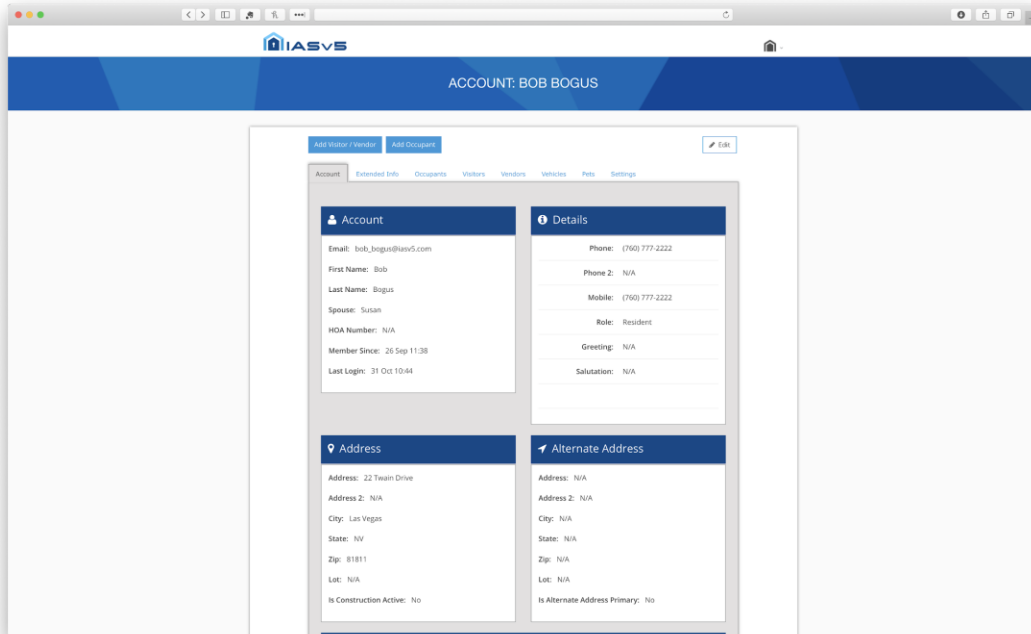 IASv5
ACCOUNT: BOB BOGUS
Add Visitor / Vendor
Add Occupant
Edit
Account
Extended Info
Occupants
Visitors
Vendors
Vehicles
Pets
Settings
Account
Email: bob_bogus@iasv5.com
First Name: Bob
Last Name: Bogus
Spouse: Susan
HOA Number: N/A
Member Since: 26 Sep 11:38
Last Login: 31 Oct 10:44
Details
Phone: (760) 777-2222
Phone 2: N/A
Mobile: (760) 777-2222
Role: Resident
Greeting: N/A
Salutation: N/A
Address
Address: 22 Twain Drive
Address 2: N/A
City: Las Vegas
State: NV
Zip: 81811
Lot: N/A
Is Construction Active: No
Alternate Address
Address: N/A
Address 2: N/A
City: N/A
State: N/A
Zip: N/A
Lot: N/A
Is Alternate Address Primary: No